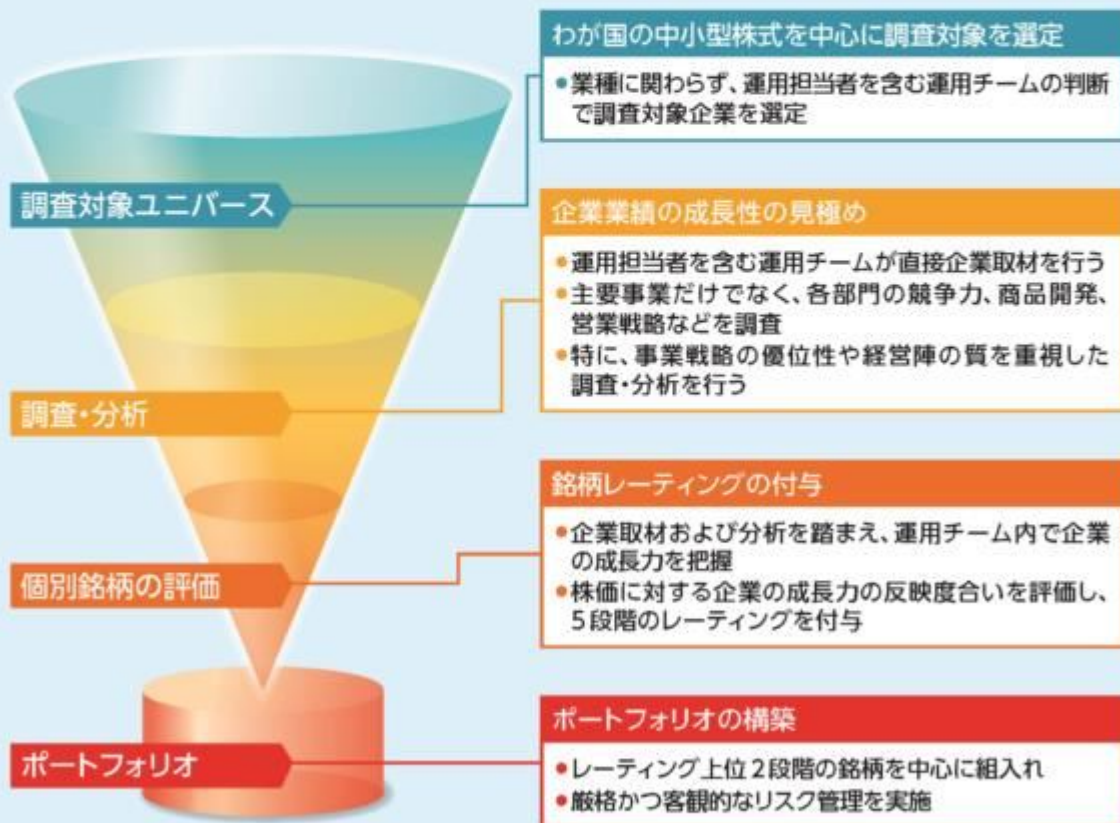 わが国の中小型株式を中心に調査対象を選定
•業種に関わらず、運用担当者を含む運用チームの判断
で調査対象企業を選定
調査対象ユニバース
企業業績の成長性の見極め
•運用担当者を含む運用チームが直接企業取材を行う
•主要事業だけでなく、各部門の競争力、商品開発、
営業戦略などを調査
•特に、事業戦略の優位性や経営陣の質を重視した
調査・分析を行う
調査・分析
銘柄レーティングの付与
•企業取材および分析を踏まえ、運用チーム内で企業
の成長力を把握
•株価に対する企業の成長力の反映度合いを評価し、
5段階のレーティングを付与
個別銘柄の評価
ポートフォリオの構築
•レーティング上位2段階の銘柄を中心に組入れ
•厳格かつ客観的なリスク管理を実施
ポートフォリオ